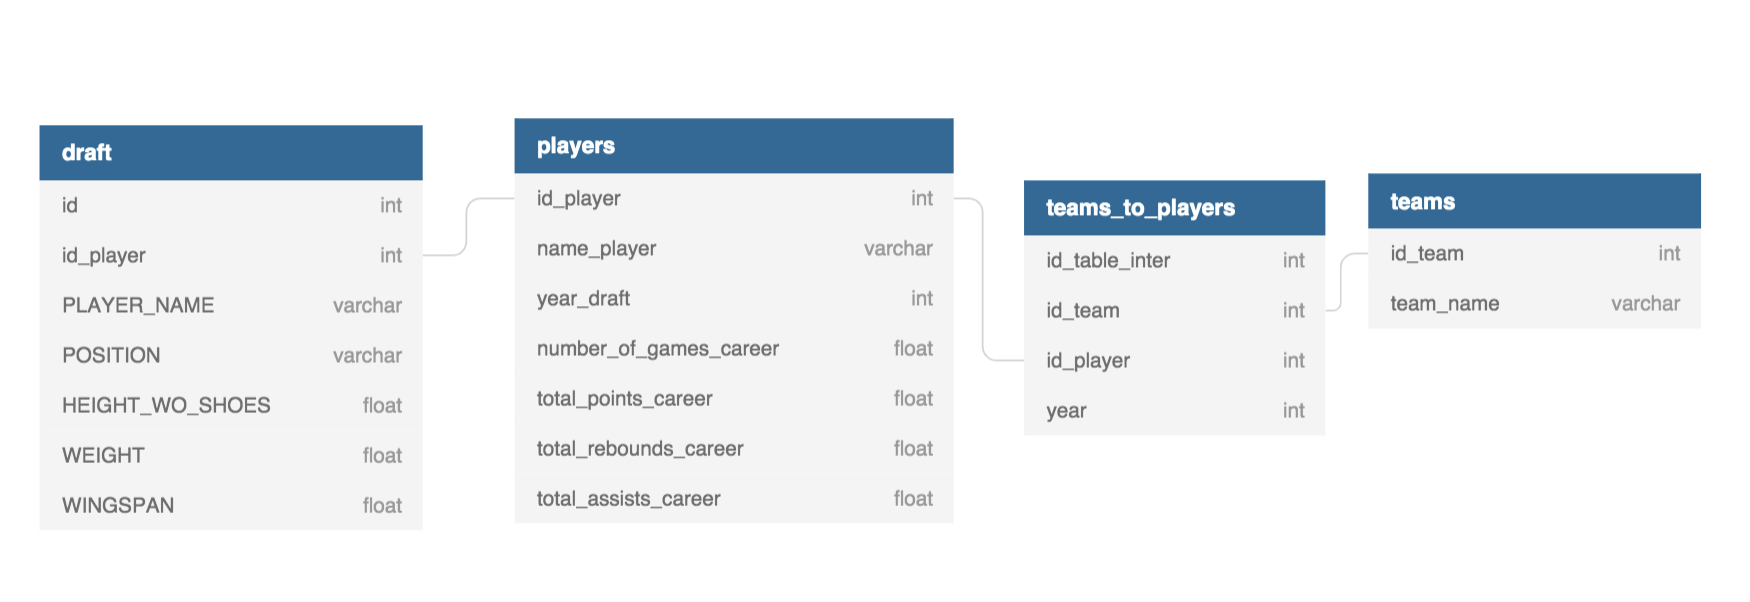 draft
id int
id_player int
PLAYER_NAME varchar
POSITION varchar
HEIGHT_WO_SHOES float
WEIGHT float
WINGSPAN float
players
id_player int
name_player varchar
year_draft int
number_of_games_career float
total_points_career float
total_rebounds_career float
total_assists_career float
teams_to_players
id_table_inter int
id_team int
id_player int
year int
teams
id_team int
team_name varchar